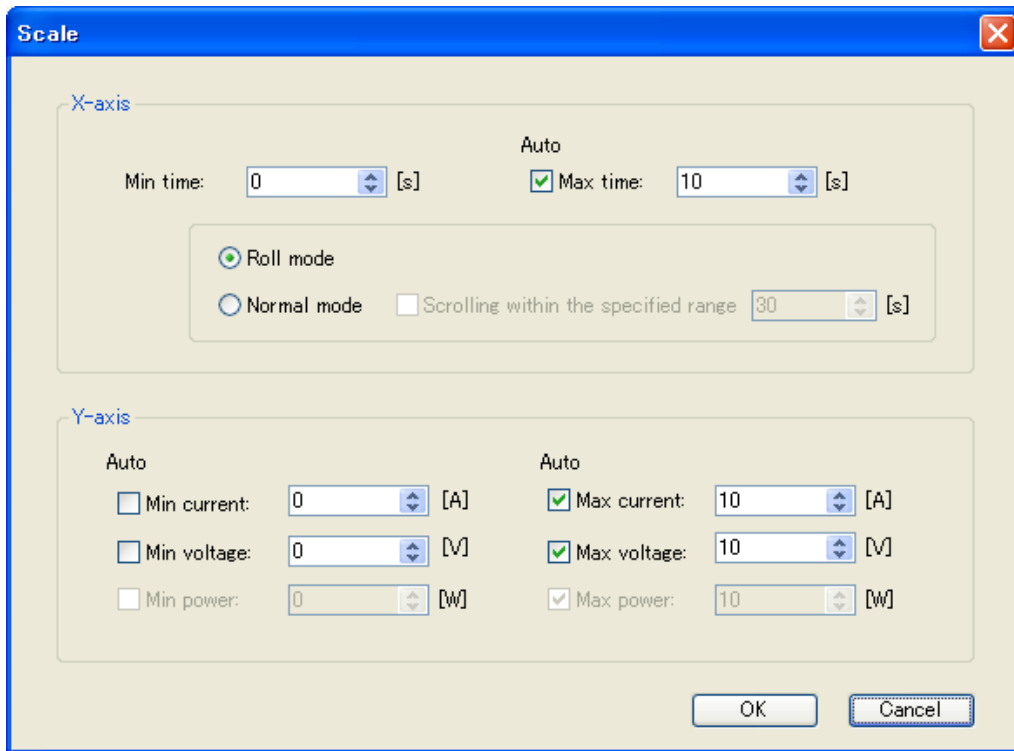 Scale
X-axis
Auto
Min time: 0 [s] Max time: 10 [s]
Roll mode
Normal mode Scrolling within the specified range 30 [s]
Y-axis
Auto Auto
Min current: 0 [A] Max current: 10 [A]
Min voltage: 0 [V] Max voltage: 10 [V]
Min power: 0 [W] Max power: 10 [W]
OK Cancel